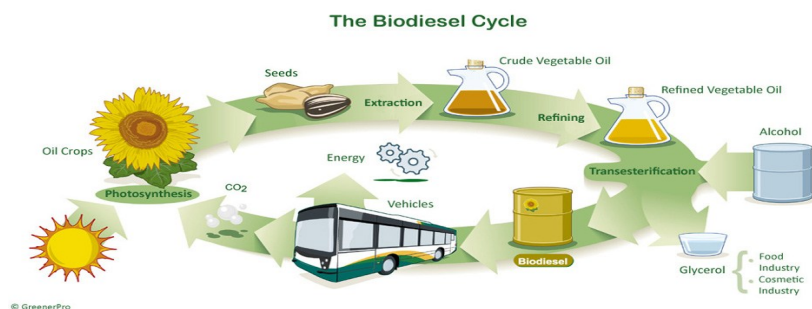 The Biodiesel Cycle
Seeds
Crude Vegetable Oil
Extraction
Refined Vegetable Oil
Refining
Alcohol
Oil Crops
Energy
Transesterification
Photosynthesis
CO2
Vehicles
Biodiesel
Glycerol
Food
Industry
Cosmetic
Industry
© GreenerPro